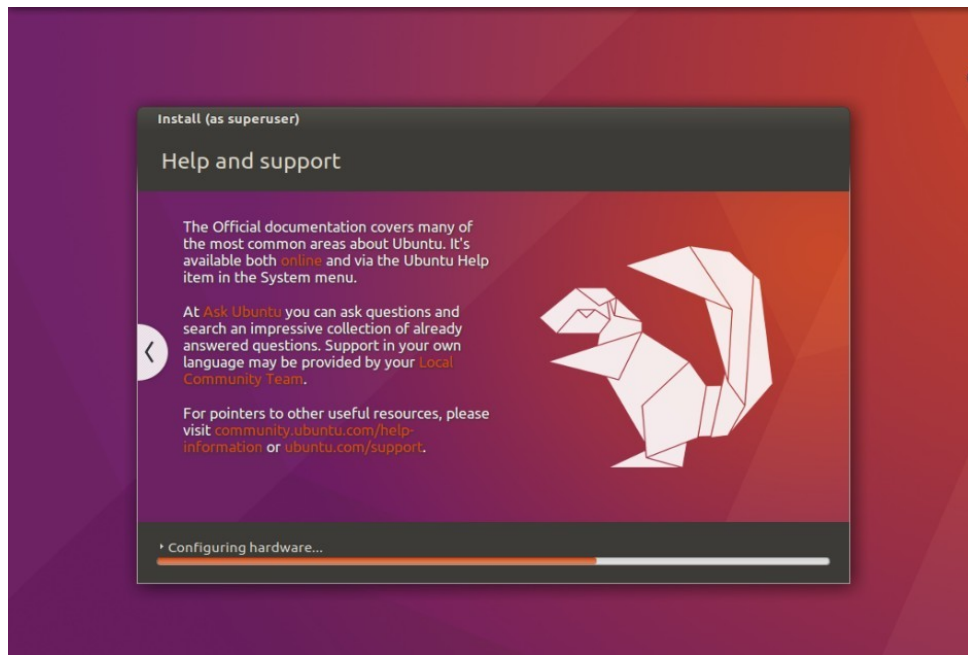 Install (as superuser)
Help and support
The Official documentation covers many of
the most common areas about Ubuntu. It's
available both online and via the Ubuntu Help
item in the System menu.
At Ask Ubuntu you can ask questions and
search an impressive collection of already
answered questions. Support in your own
language may be provided by your Local
Community Team.
For pointers to other useful resources, please
visit community.ubuntu.com/help-
information or ubuntu.com/support.
Configuring hardware...